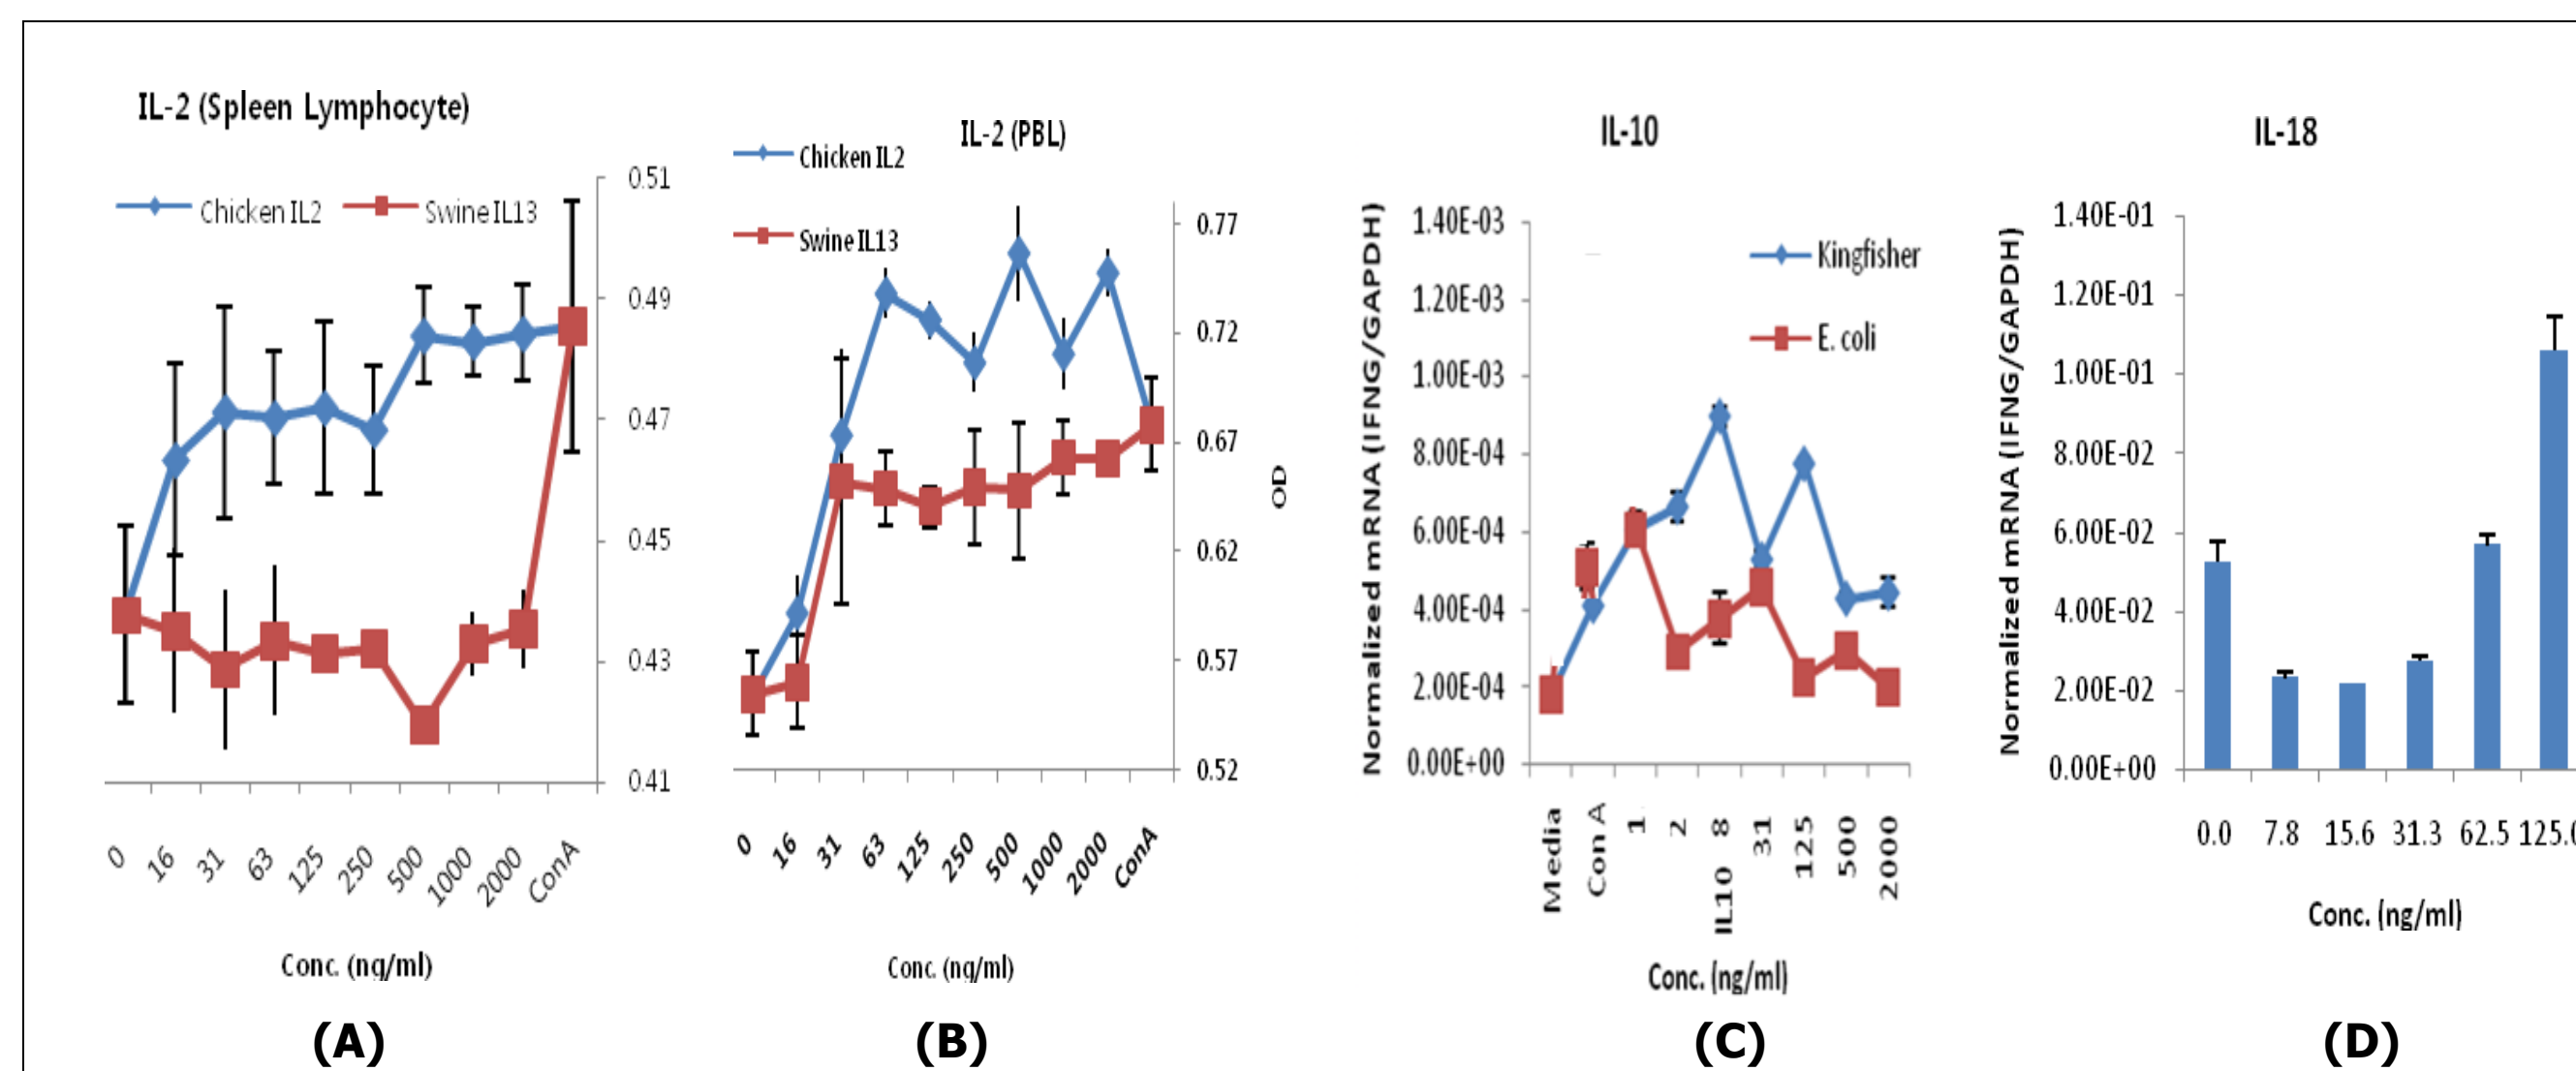 IL-2 (Spleen Lymphocyte)
Chicken IL2
Swine IL13
0.51
0.49
0.47
0.45
0.43
0.41
0
16
31
63
125
250
500
1000
2000
ConA
Conc. (ng/ml)
(A)
IL-2 (PBL)
Chicken IL2
Swine IL13
0.77
0.72
0.67
0.62
0.57
0.52
OD
0
16
31
63
125
250
500
1000
2000
ConA
Conc. (ng/ml)
(B)
IL-10
Normalized mRNA (IFNG/GAPDH)
1.40E-03
1.20E-03
1.00E-03
8.00E-04
6.00E-04
4.00E-04
2.00E-04
0.00E+00
Kingfisher
E. coli
Media
Con A
1
2
IL10 8
31
125
500
2000
Conc. (ng/ml)
(C)
IL-18
Normalized mRNA (IFNG/GAPDH)
1.40E-01
1.20E-01
1.00E-01
8.00E-02
6.00E-02
4.00E-02
2.00E-02
0.00E+00
0.0 7.8 15.6 31.3 62.5 125.0
Conc. (ng/ml)
(D)